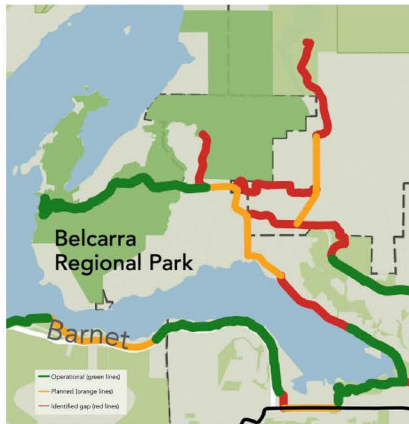 Belcarra
Regional Park
Barnet
Operational (green lines)
Planned (orange lines)
Identified gap (red lines)